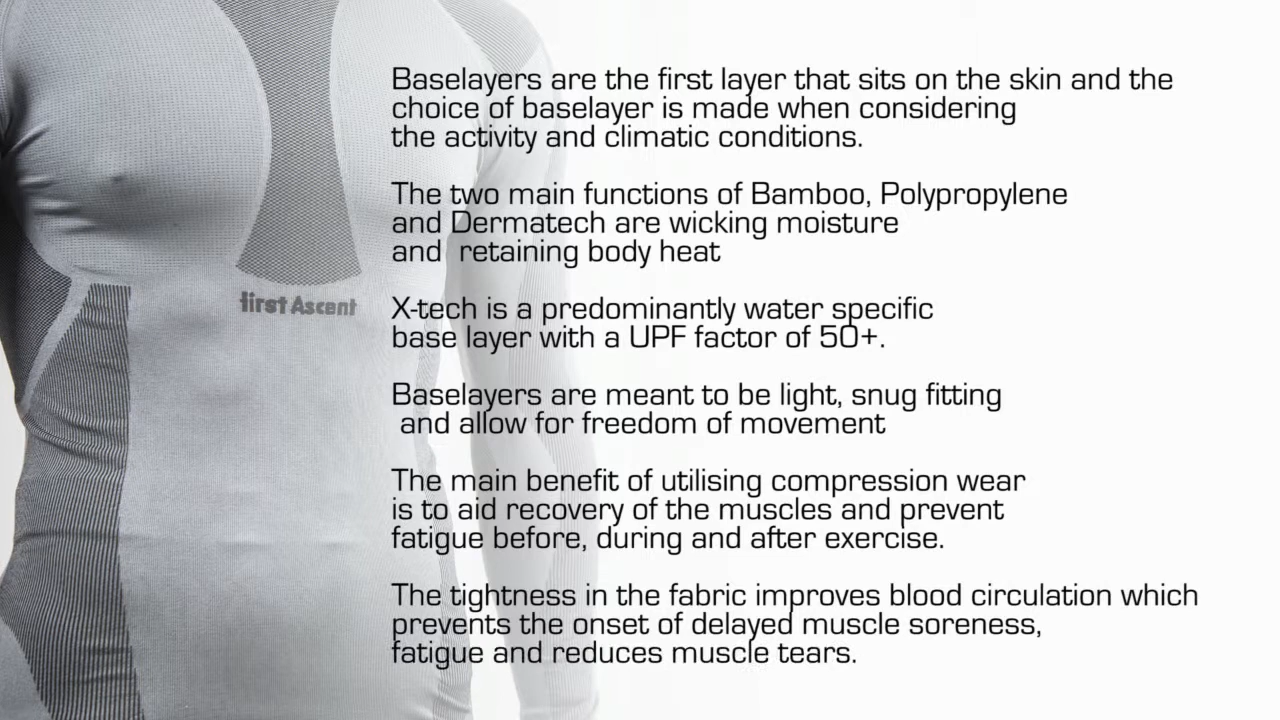 first Ascent
Baselayers are the first layer that sits on the skin and the
choice of baselayer is made when considering
the activity and climatic conditions.
The two main functions of Bamboo, Polypropylene
and Dermatech are wicking moisture
and  retaining body heat
X-tech is a predominantly water specific
base layer with a UPF factor of 50+.
Baselayers are meant to be light, snug fitting
and allow for freedom of movement
The main benefit of utilising compression wear
is to aid recovery of the muscles and prevent
fatigue before, during and after exercise.
The tightness in the fabric improves blood circulation which
prevents the onset of delayed muscle soreness,
fatigue and reduces muscle tears.